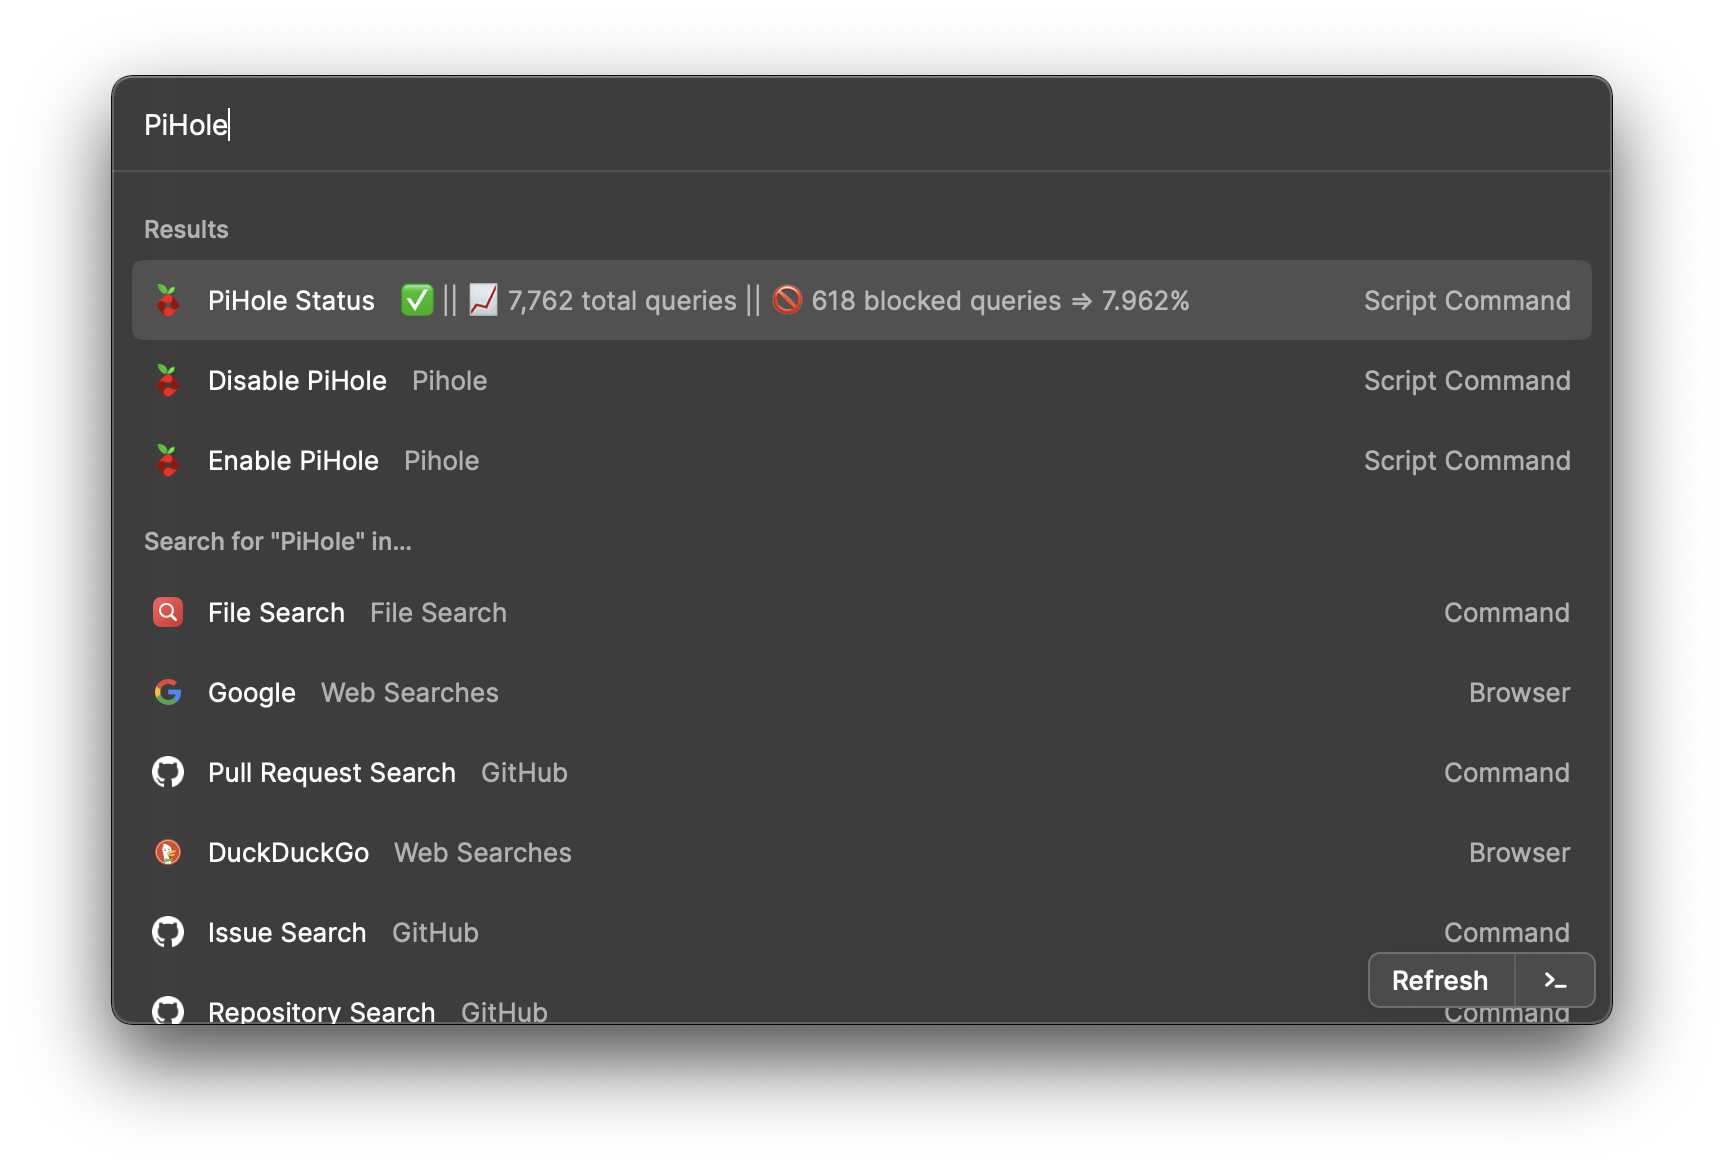 PiHole
Results
PiHole Status ✅ || 📈 7,762 total queries || 🚫 618 blocked queries ⇒ 7.962% Script Command
Disable PiHole Pihole Script Command
Enable PiHole Pihole Script Command
Search for "PiHole" in...
File Search File Search Command
Google Web Searches Browser
Pull Request Search GitHub Command
DuckDuckGo Web Searches Browser
Issue Search GitHub Command
Refresh >_
Repository Search GitHub Command